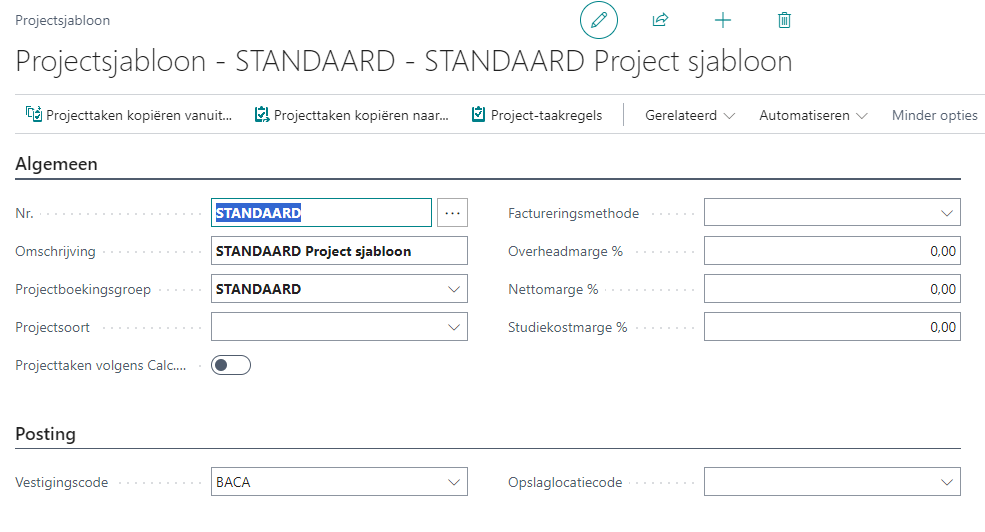 Projectsjabloon
Projectsjabloon - STANDAARD - STANDAARD Project sjabloon
Projecttaken kopiëren vanuit... Projecttaken kopiëren naar... Project-taakregels Gerelateerd Automatiseren Minder opties
Algemeen
Nr. STANDAARD ...
Omschrijving STANDAARD Project sjabloon
Projectboekingsgroep STANDAARD
Projectsoort
Projecttaken volgens Calc....
Factureringsmethode
Overheadmarge % 0,00
Nettomarge % 0,00
Studiekostmarge % 0,00
Posting
Vestigingscode BACA
Opslaglocatiecode